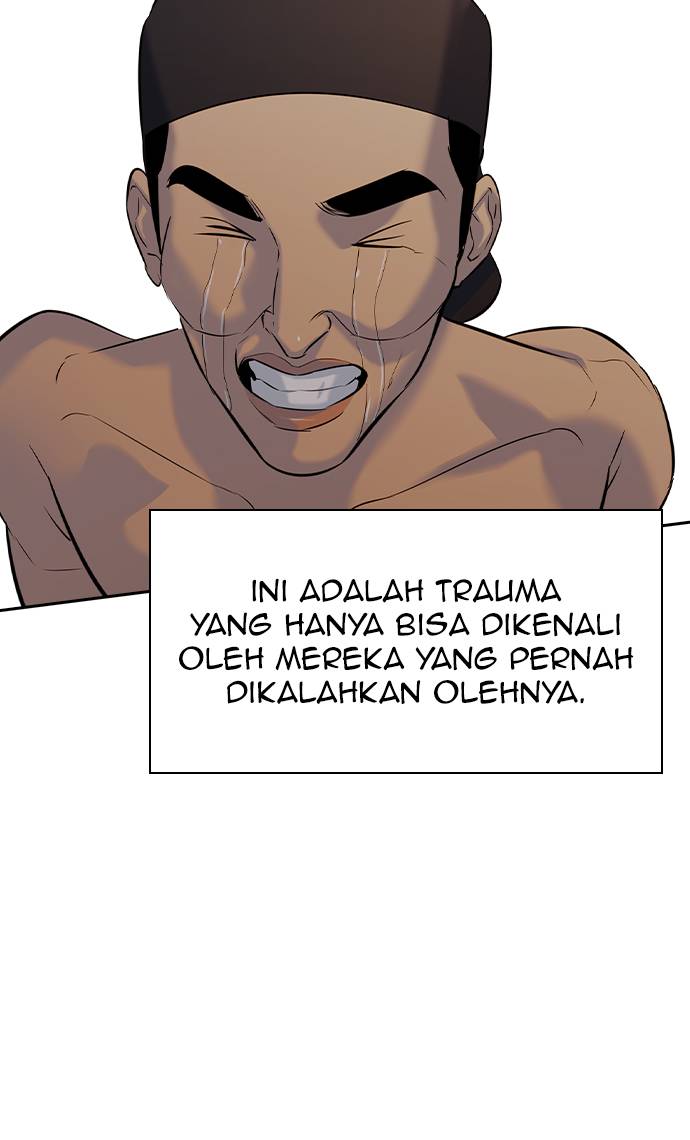 INI ADALAH TRAUMA
YANG HANYA BISA DIKENALI
OLEH MEREKA YANG PERNAH
DIKALAHKAN OLEHNYA.